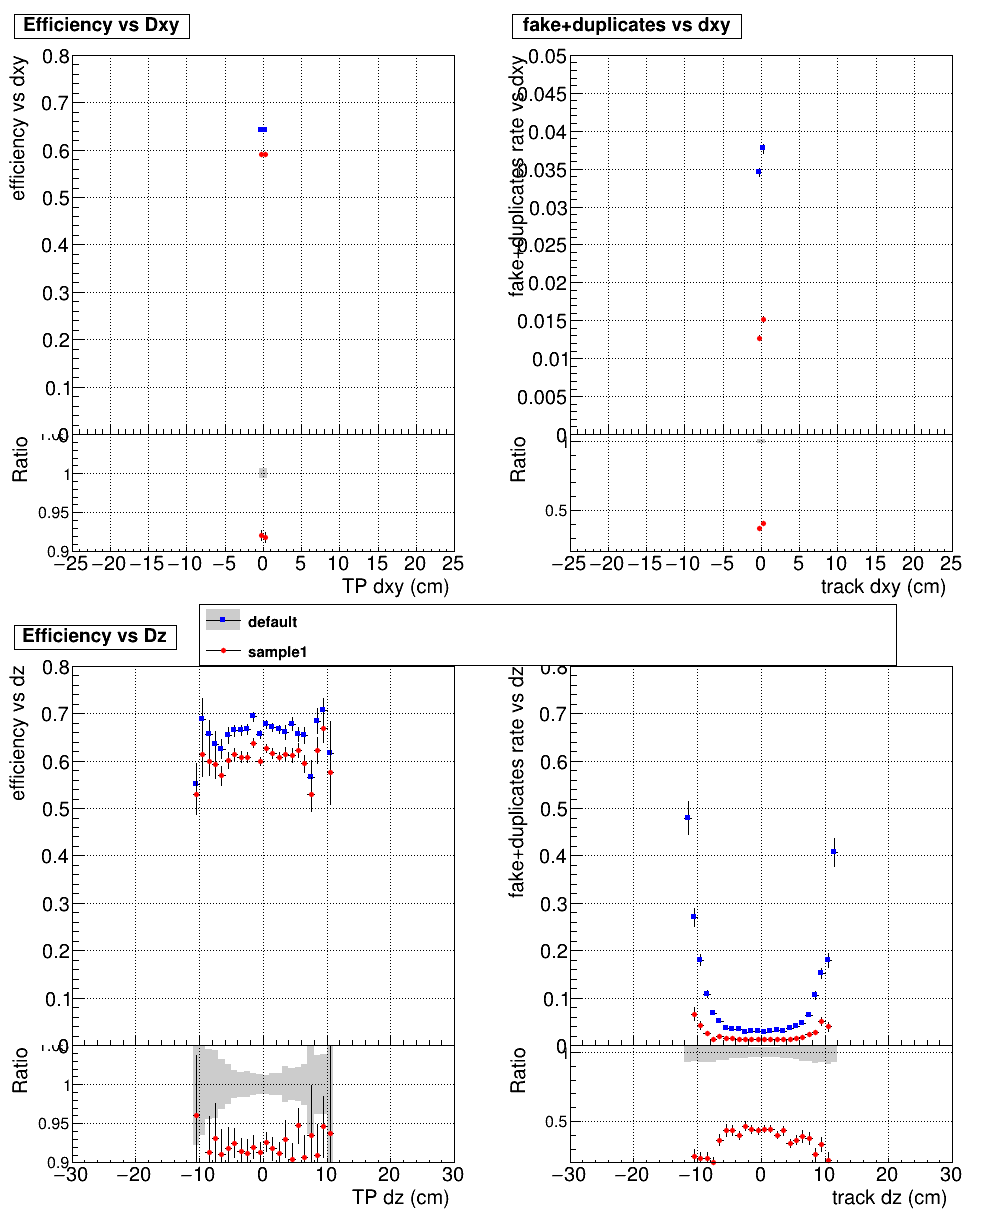 Efficiency vs Dxy
fake+duplicates vs dxy
efficiency vs dxy
0.8
0.7
0.6
0.5
0.4
0.3
0.2
0.1
0
Ratio
1
0.95
0.9
−25 −20 −15 −10 −5 0 5 10 15 20 25
TP dxy (cm)
fake+duplicates rate vs dxy
0.05
0.045
0.04
0.035
0.03
0.025
0.02
0.015
0.01
0.005
0
Ratio
1
0.5
−25 −20 −15 −10 −5 0 5 10 15 20 25
track dxy (cm)
default
sample1
Efficiency vs Dz
efficiency vs dz
0.8
0.7
0.6
0.5
0.4
0.3
0.2
0.1
0
Ratio
1
0.95
0.9
−30 −20 −10 0 10 20 30
TP dz (cm)
fake+duplicates rate vs dz
0.8
0.7
0.6
0.5
0.4
0.3
0.2
0.1
0
Ratio
1
0.5
−30 −20 −10 0 10 20 30
track dz (cm)